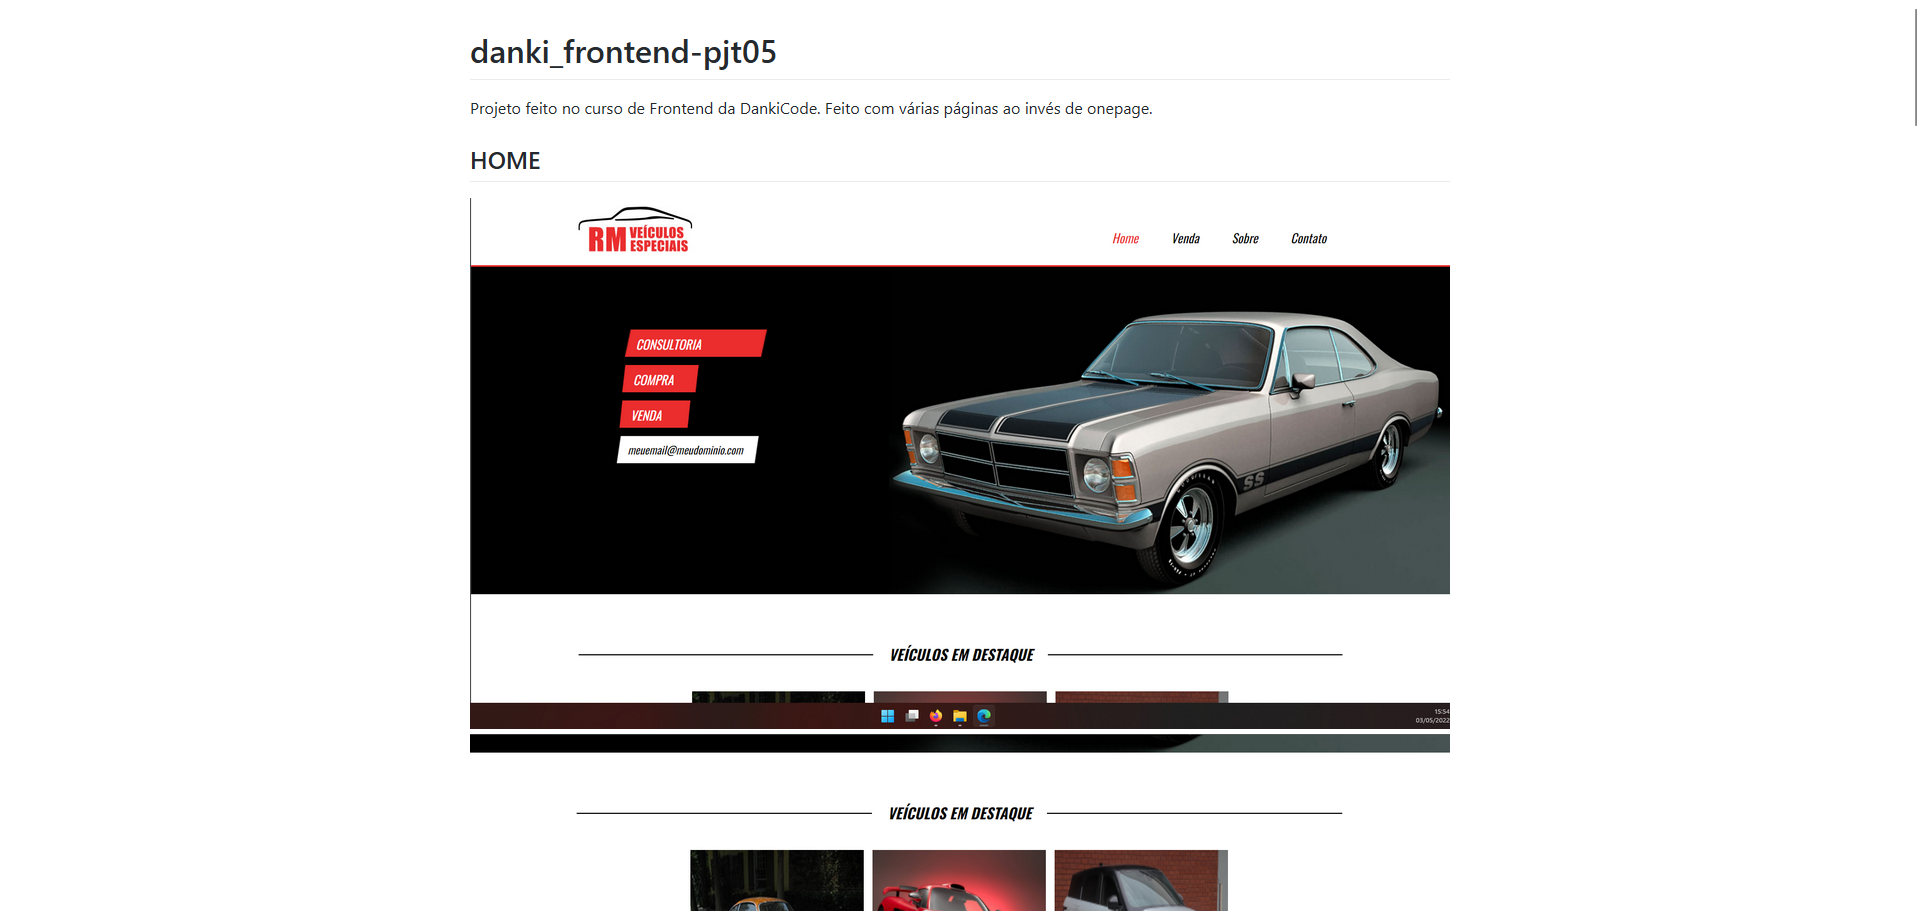 danki_frontend-pjt05
Projeto feito no curso de Frontend da DankiCode. Feito com várias páginas ao invés de onepage.
HOME
RM VEÍCULOS ESPECIAIS
Home Venda Sobre Contato
CONSULTORIA
COMPRA
VENDA
meuemail@meudominio.com
SS
VEÍCULOS EM DESTAQUE
15:54
03/05/2022
VEÍCULOS EM DESTAQUE